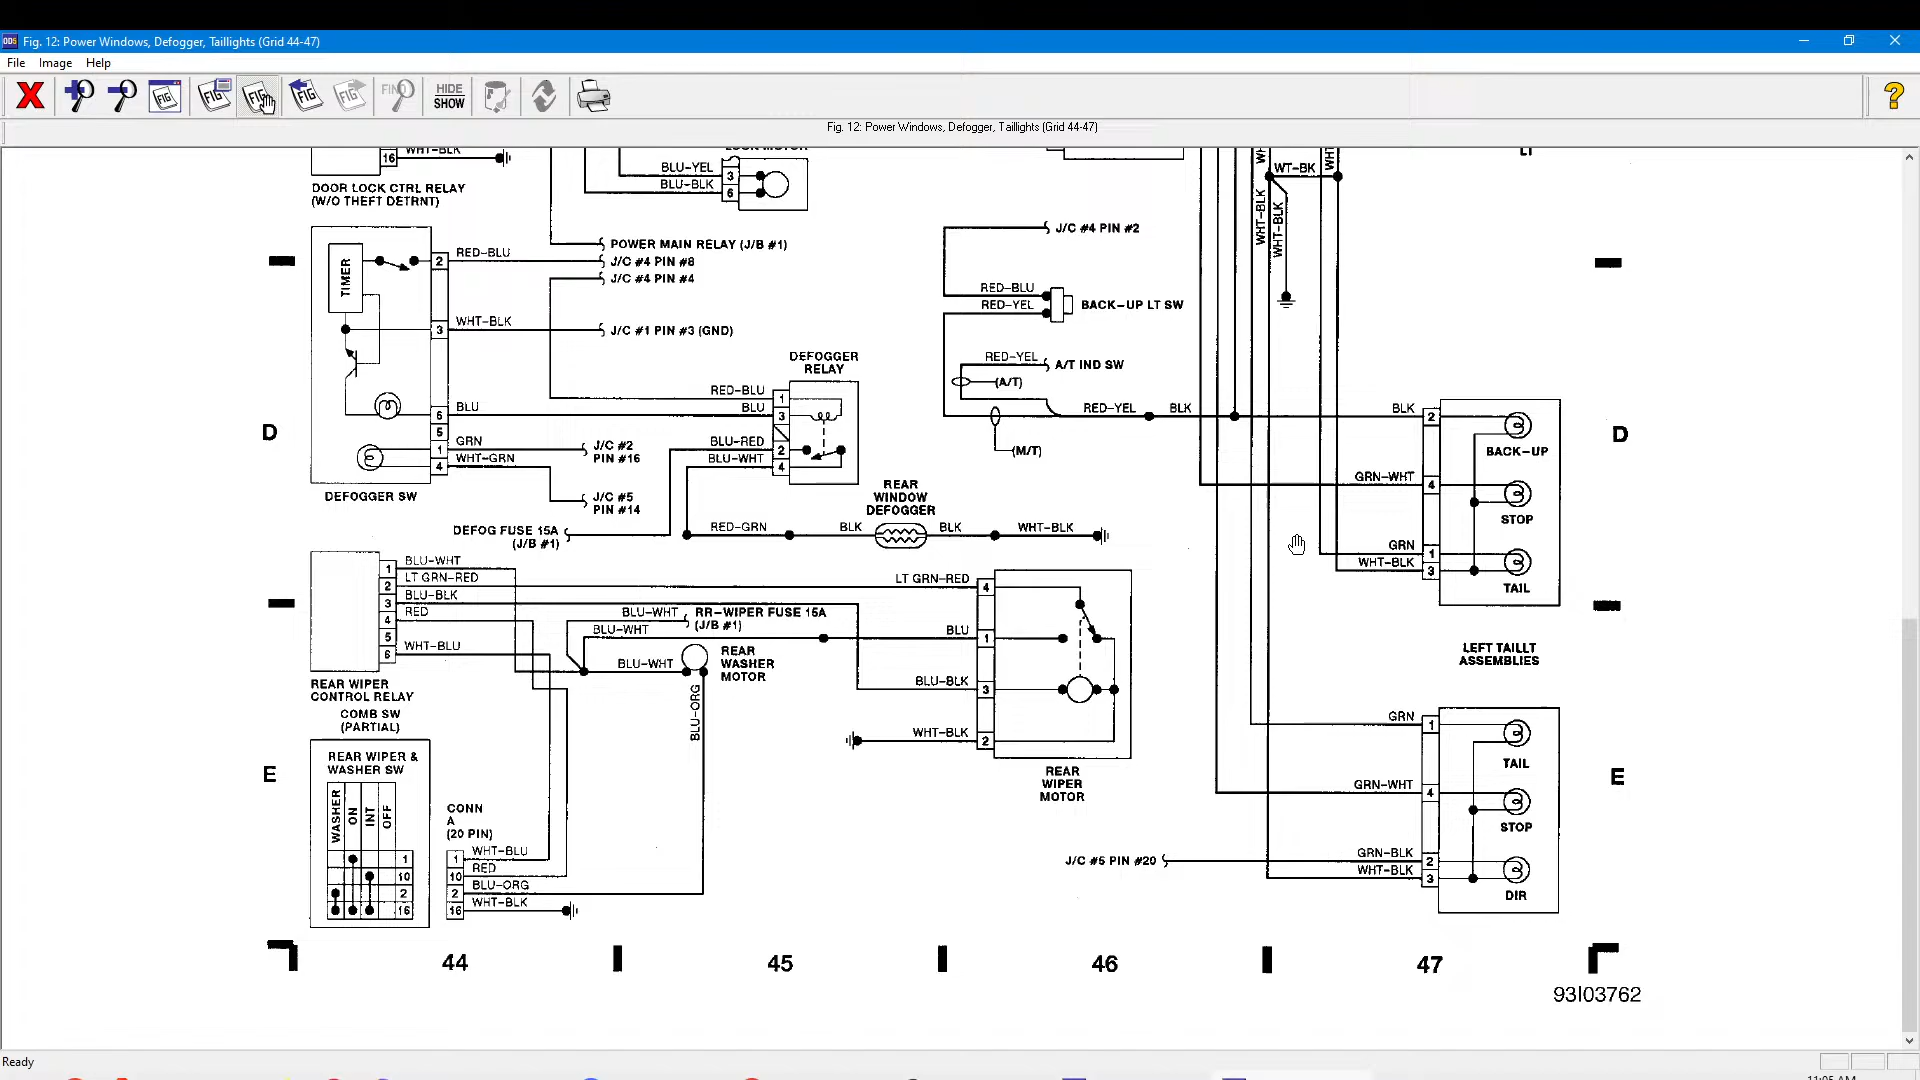 Fig. 12: Power Windows, Defogger, Taillights (Grid 44-47)
File Image Help
FIG FIG FIG FIG FIG FIND HIDE SHOW
Fig. 12: Power Windows, Defogger, Taillights (Grid 44-47)
16 WHT-BLK
DOOR LOCK CTRL RELAY
(W/O THEFT DETRNT)
BLU-YEL 3
BLU-BLK 6
TIMER
RED-BLU 2
WHT-BLK 3
BLU 6
5
GRN 1
WHT-GRN 4
DEFOGGER SW
POWER MAIN RELAY (J/B #1)
J/C #4 PIN #8
J/C #4 PIN #4
J/C #1 PIN #3 (GND)
J/C #2
PIN #16
J/C #5
PIN #14
DEFOGGER
RELAY
RED-BLU 1
BLU 3
BLU-RED 2
BLU-WHT 4
DEFOG FUSE 15A
(J/B #1)
RED-GRN
BLK
REAR
WINDOW
DEFOGGER
BLK
WHT-BLK
J/C #4 PIN #2
RED-BLU
RED-YEL
BACK-UP LT SW
RED-YEL
A/T IND SW
(A/T)
RED-YEL
BLK
(M/T)
WT-BK
WHT-BLK
WHT-BLK
BLK 2
BACK-UP
GRN-WHT 4
STOP
GRN 1
WHT-BLK 3
TAIL
LEFT TAILLT
ASSEMBLIES
D
D
1 BLU-WHT
2 LT GRN-RED
3 BLU-BLK
4 RED
5
6 WHT-BLU
REAR WIPER
CONTROL RELAY
BLU-WHT
RR-WIPER FUSE 15A
(J/B #1)
BLU-WHT
BLU-WHT
REAR
WASHER
MOTOR
BLU-ORG
LT GRN-RED 4
BLU 1
BLU-BLK 3
WHT-BLK 2
REAR
WIPER
MOTOR
COMB SW
(PARTIAL)
REAR WIPER &
WASHER SW
WASHER
ON
INT
OFF
1
10
2
16
CONN
A
(20 PIN)
1 WHT-BLU
10 RED
2 BLU-ORG
16 WHT-BLK
GRN 1
TAIL
GRN-WHT 4
STOP
J/C #5 PIN #20
GRN-BLK 2
WHT-BLK 3
DIR
E
E
44 45 46 47
93I03762
Ready